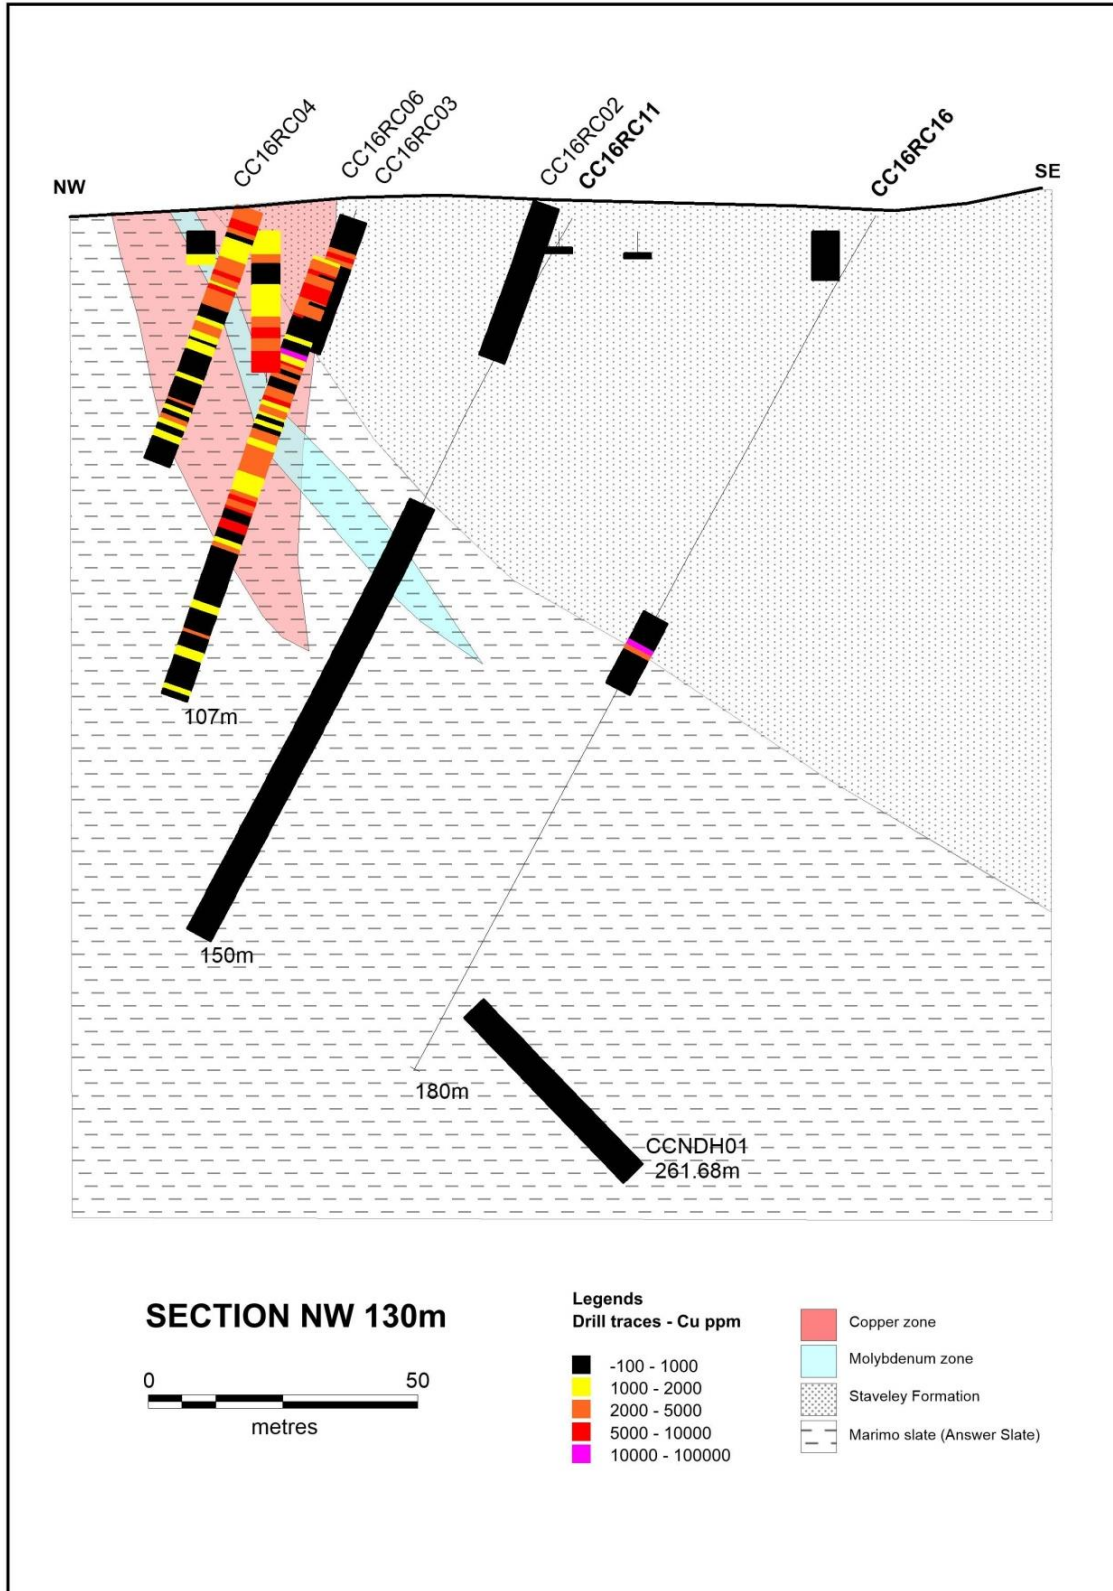 CC16RC04
CC16RC06
CC16RC03
CC16RC02
CC16RC11
CC16RC16
NW
SE
107m
150m
180m
CCNDH01
261.68m
SECTION NW 130m
0 50
metres
Legends
Drill traces - Cu ppm
-100 - 1000
1000 - 2000
2000 - 5000
5000 - 10000
10000 - 100000
Copper zone
Molybdenum zone
Staveley Formation
Marimo slate (Answer Slate)